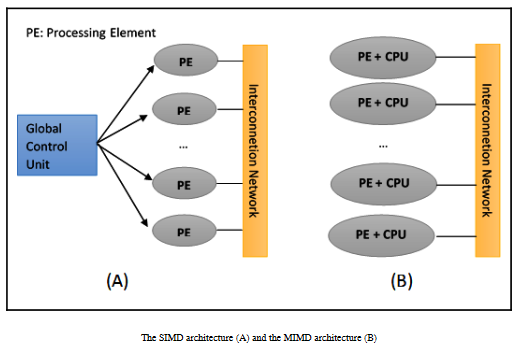 PE: Processing Element
Global
Control
Unit
PE
PE
...
PE
PE
Interconnetion Network
(A)
PE + CPU
PE + CPU
...
PE + CPU
PE + CPU
Interconnetion Network
(B)
The SIMD architecture (A) and the MIMD architecture (B)